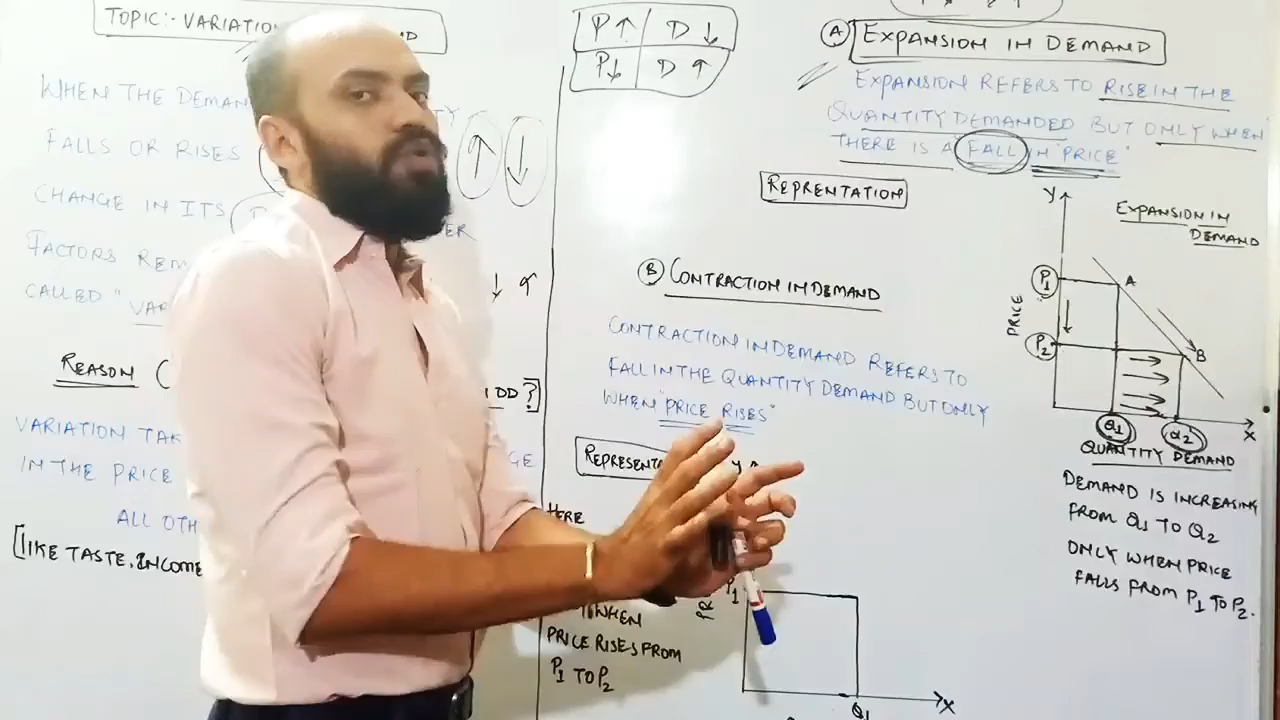 TOPIC:- VARIATION
WHEN THE DEMAN
FALLS OR RISES
CHANGE IN ITS
FACTORS REM
CALLED "VAR
REASON (
DD?]
VARIATION TAK
IN THE PRICE
ALL OTH
[LIKE TASTE, INCOME
P↑ D↓
P↓ D↑
Ⓐ EXPANSION IN DEMAND
EXPANSION REFERS TO RISE IN THE
QUANTITY DEMANDED BUT ONLY WHEN
THERE IS A FALL IN "PRICE"
REPRENTATION
Ⓑ CONTRACTION IN DEMAND
CONTRACTION IN DEMAND REFERS TO
FALL IN THE QUANTITY DEMAND BUT ONLY
WHEN "PRICE RISES"
REPRESENTA
HERE
WHEN
PRICE RISES FROM
P1 TO P2
Y
P1
Q1
X
Y
EXPANSION IN
DEMAND
P1
A
PRICE
P2
B
Q1
Q2
X
QUANTITY DEMAND
DEMAND IS INCREASING
FROM Q1 TO Q2
ONLY WHEN PRICE
FALLS FROM P1 TO P2.